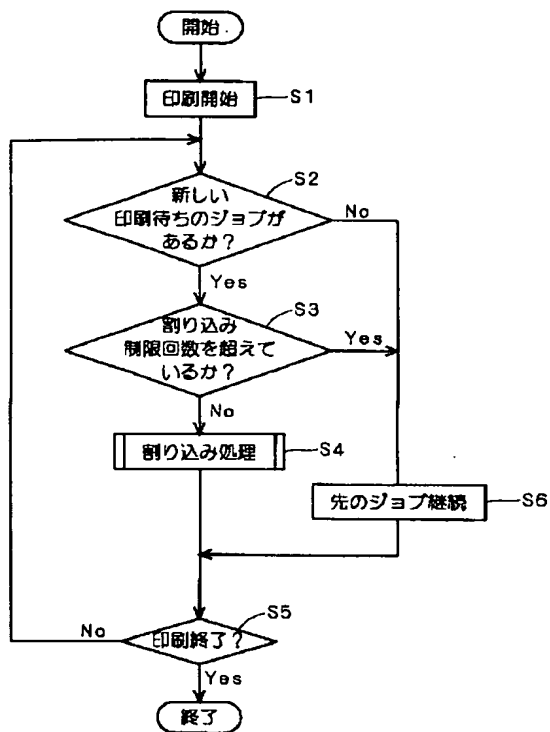 開始
印刷開始
S1
S2
新しい
印刷待ちのジョブが
あるか?
No
Yes
S3
割り込み
制限回数を超えて
いるか?
Yes
No
割り込み処理
S4
先のジョブ継続
S6
S5
印刷終了?
No
Yes
終了